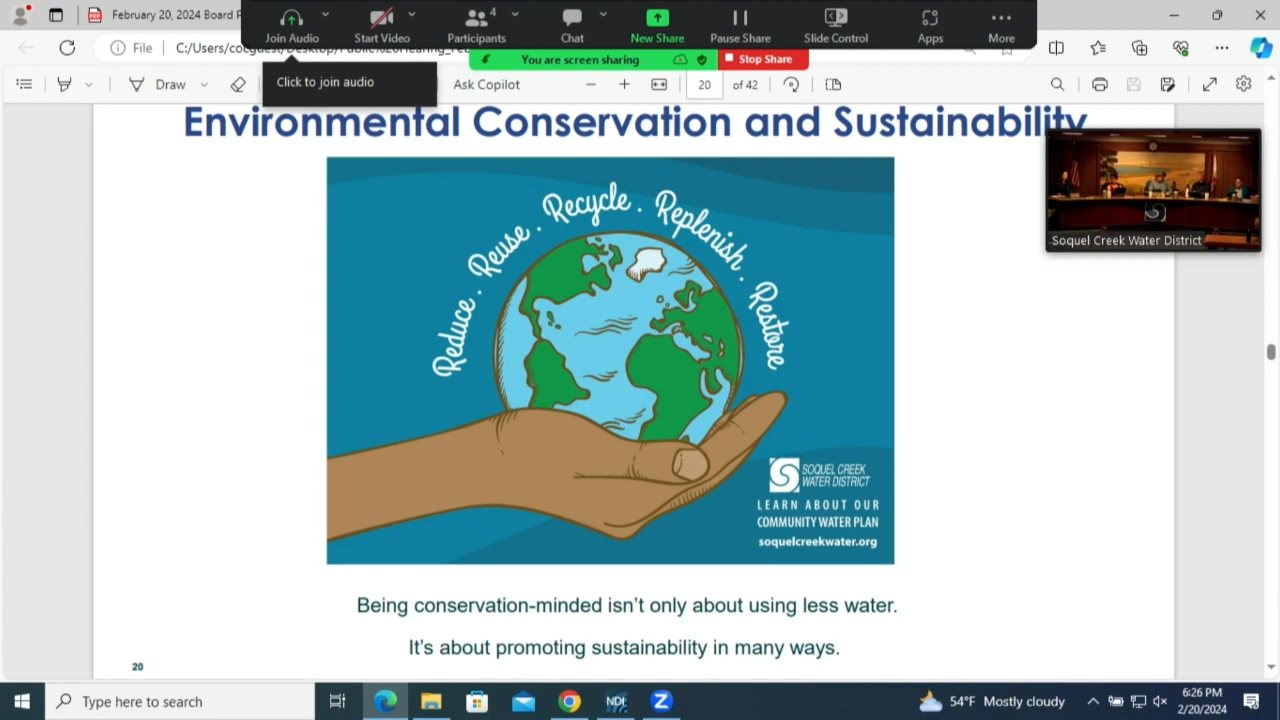 February 20, 2024 Board P
Join Audio
Start Video
4
Participants
Chat
New Share
Pause Share
Slide Control
Apps
More
File
You are screen sharing
Stop Share
Click to join audio
Draw
Ask Copilot
20
of 42
Environmental Conservation and Sustainability
Reduce . Reuse . Recycle . Replenish . Restore
SOQUEL CREEK
WATER DISTRICT
LEARN ABOUT OUR
COMMUNITY WATER PLAN
soquelcreekwater.org
Soquel Creek Water District
Being conservation-minded isn't only about using less water.
It's about promoting sustainability in many ways.
20
Type here to search
NDI
54°F Mostly cloudy
6:26 PM
2/20/2024